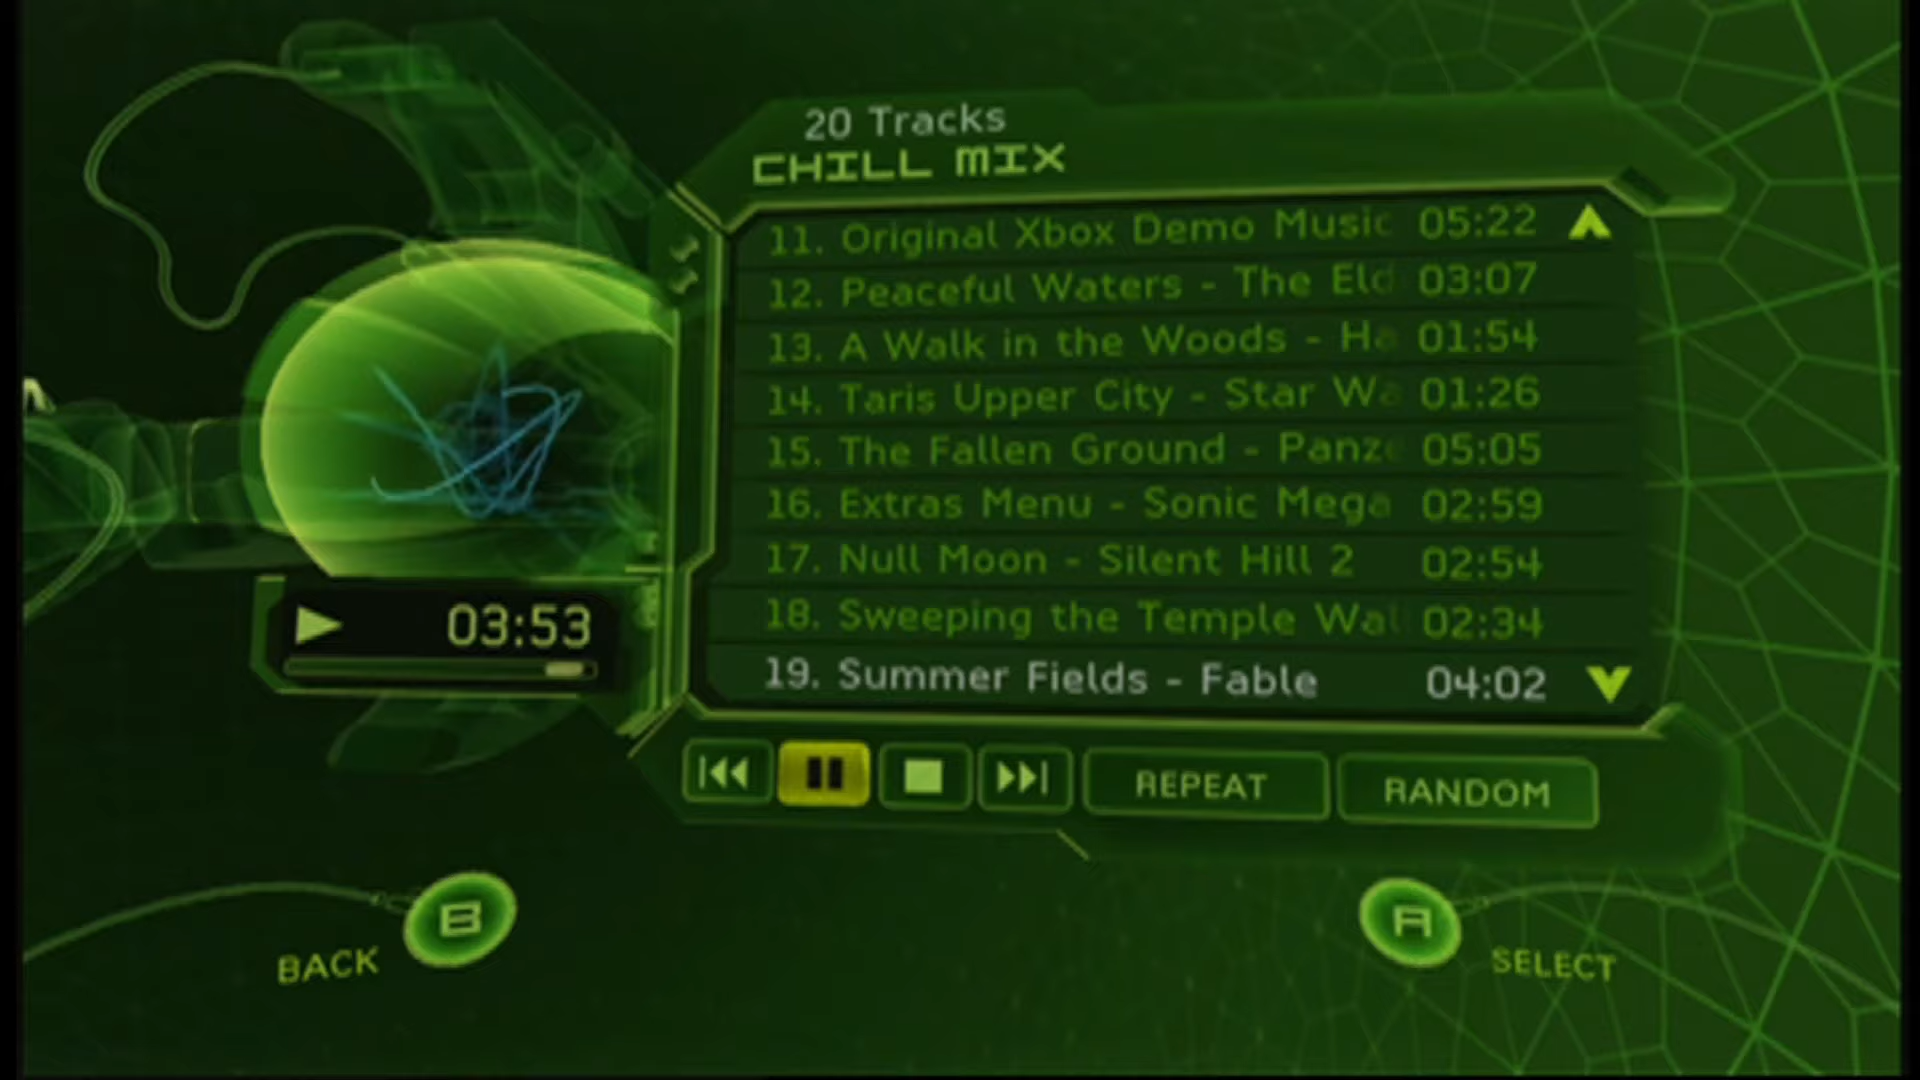 20 Tracks
CHILL MIX
11. Original Xbox Demo Music 05:22
12. Peaceful Waters - The Eld 03:07
13. A Walk in the Woods - Ha 01:54
14. Taris Upper City - Star Wa 01:26
15. The Fallen Ground - Panze 05:05
16. Extras Menu - Sonic Mega 02:59
17. Null Moon - Silent Hill 2 02:54
18. Sweeping the Temple Wal 02:34
19. Summer Fields - Fable 04:02
03:53
REPEAT RANDOM
B BACK
A SELECT